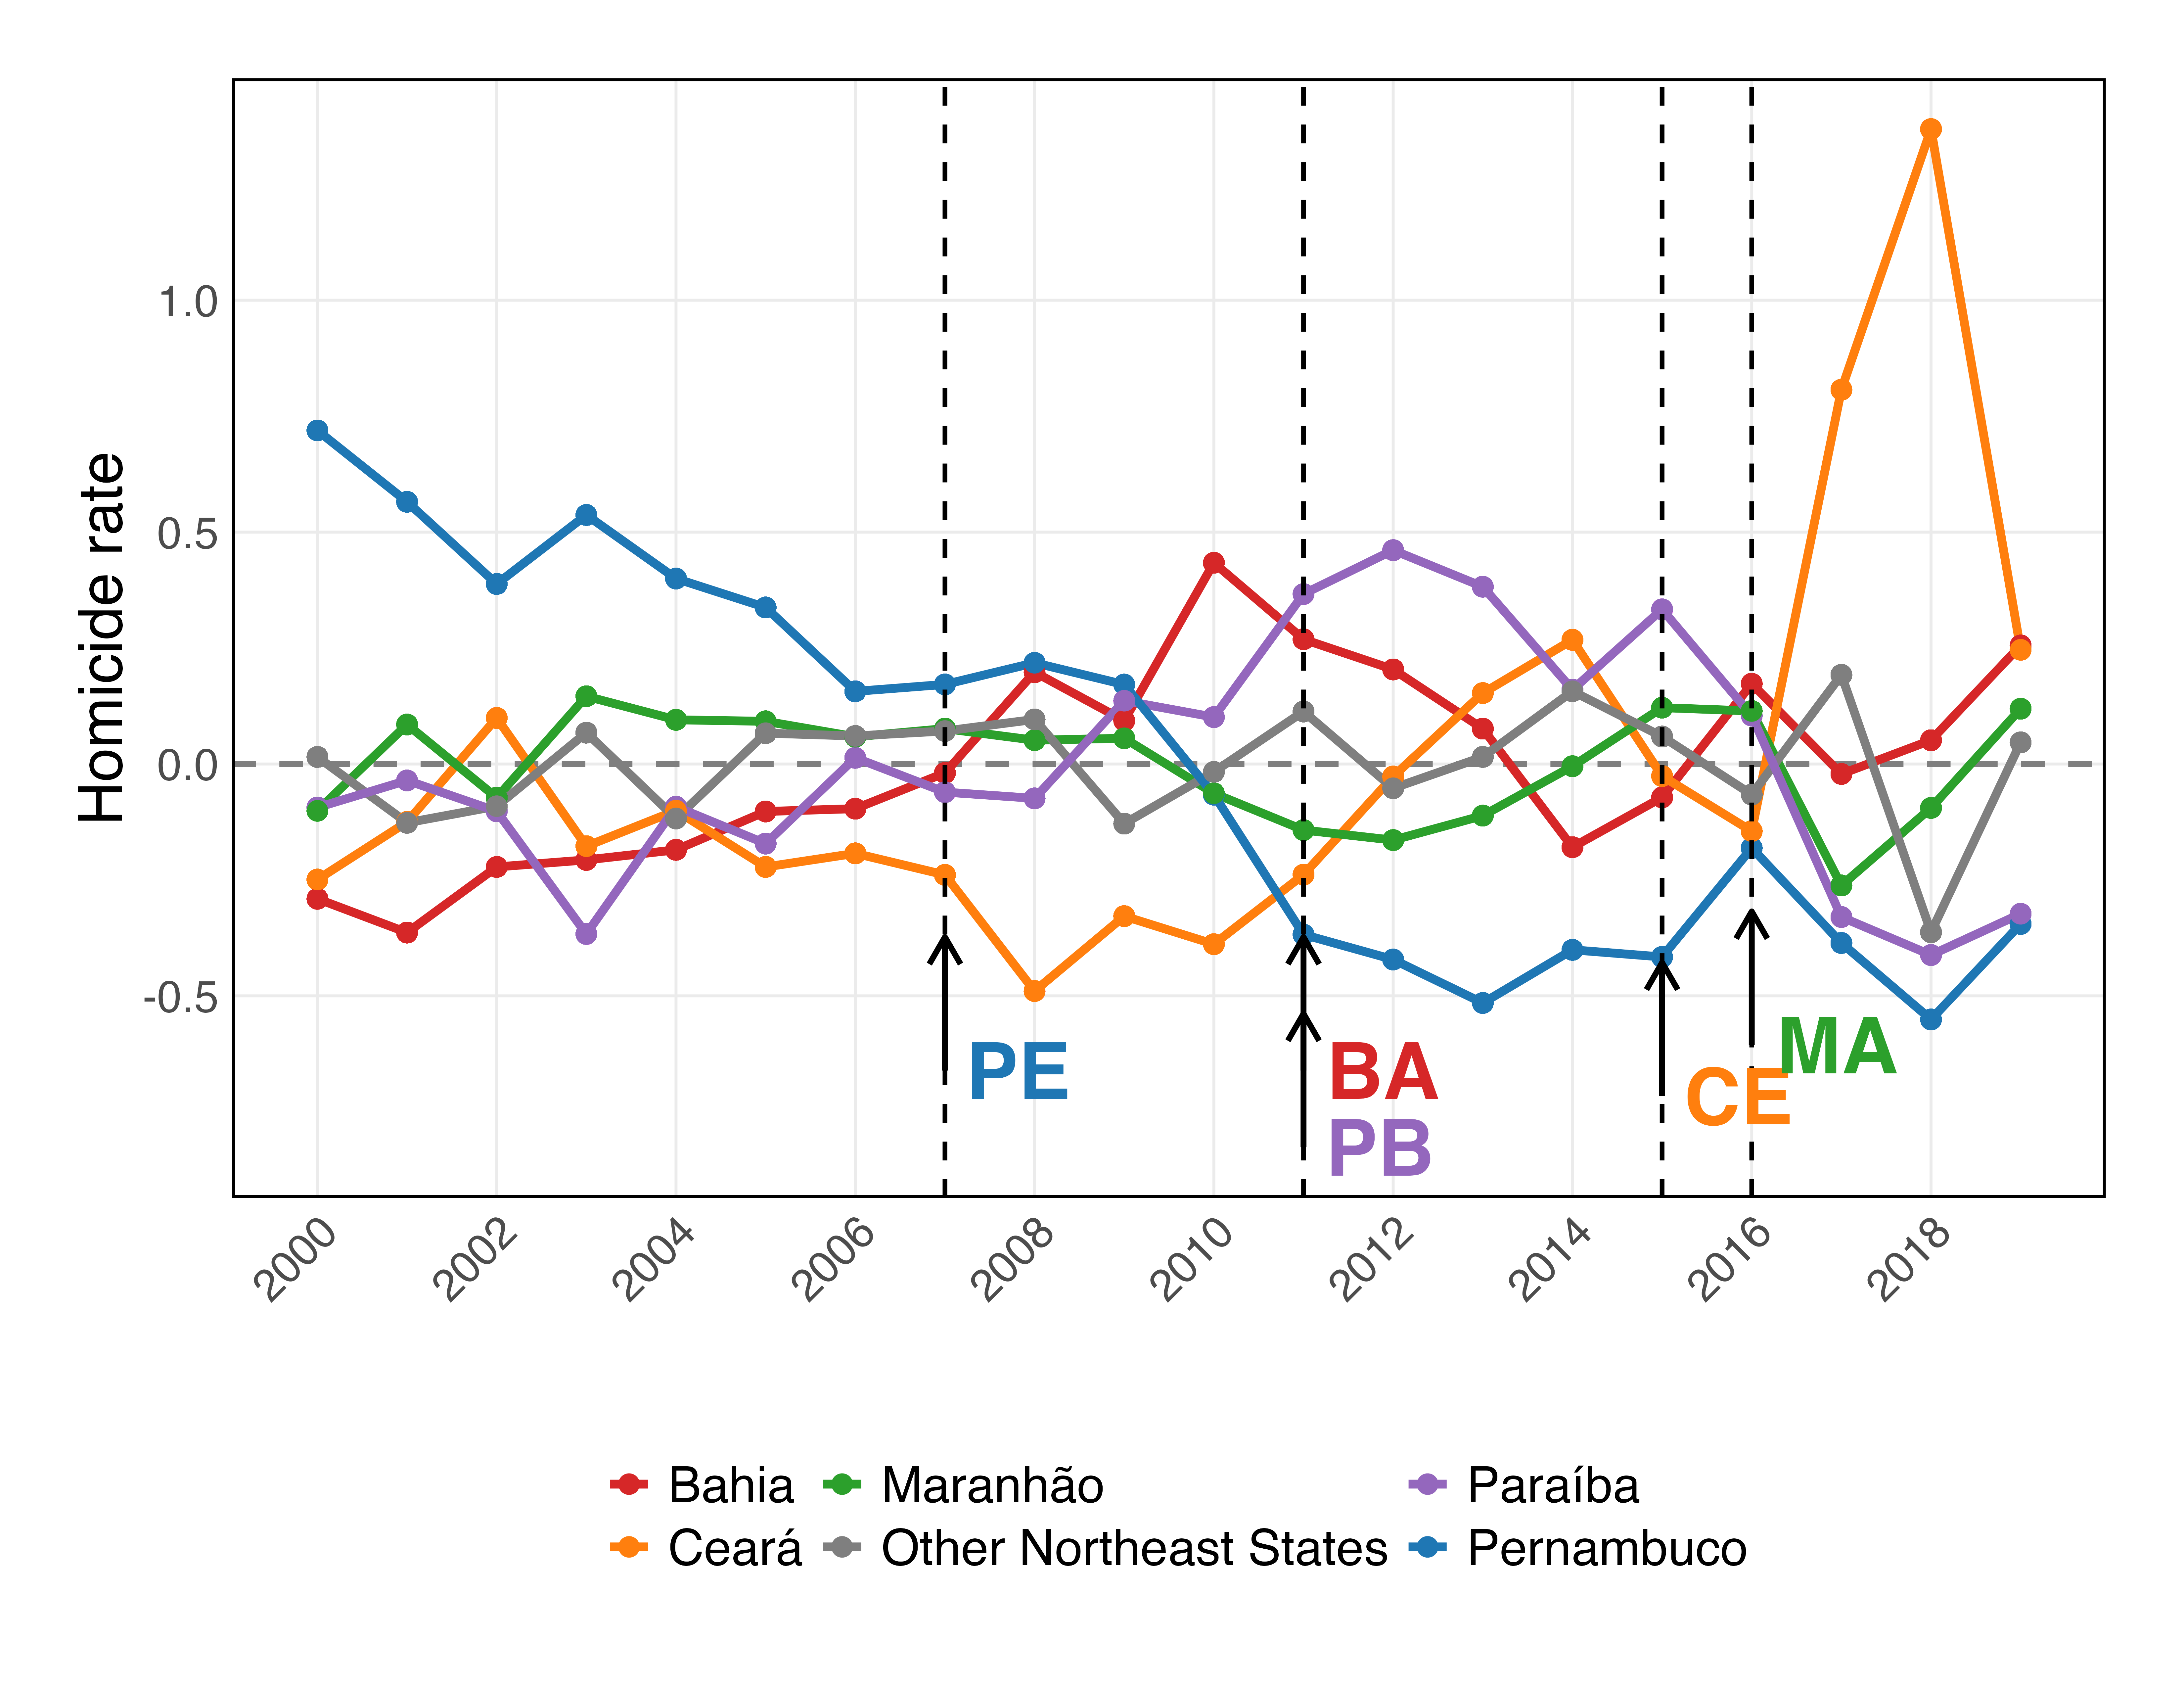 Homicide rate
1.0
0.5
0.0
-0.5
PE
BA
PB
CE
MA
2000
2002
2004
2006
2008
2010
2012
2014
2016
2018
Bahia
Maranhão
Paraíba
Ceará
Other Northeast States
Pernambuco